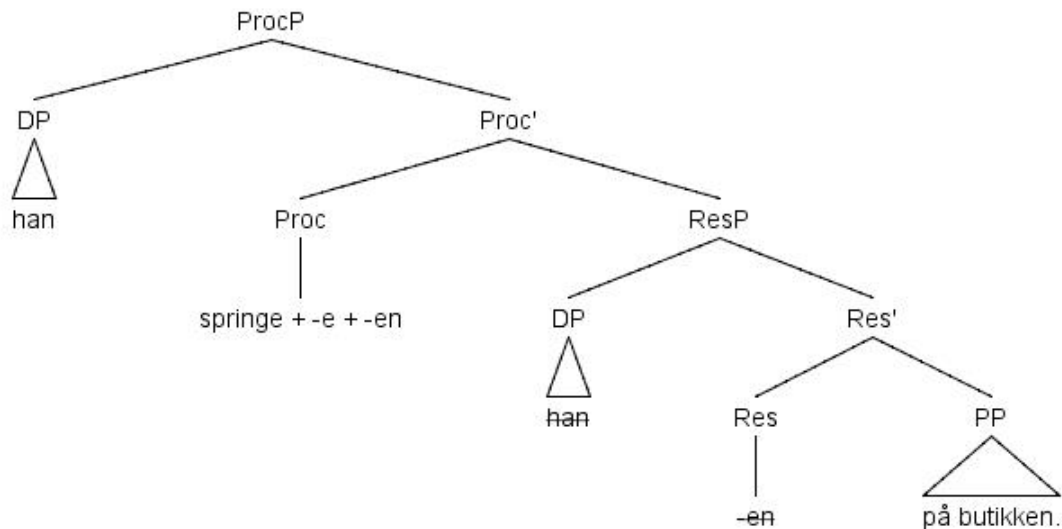 ProcP
DP Proc'
han Proc ResP
springe + -e + -en DP Res'
han Res PP
-en på butikken.